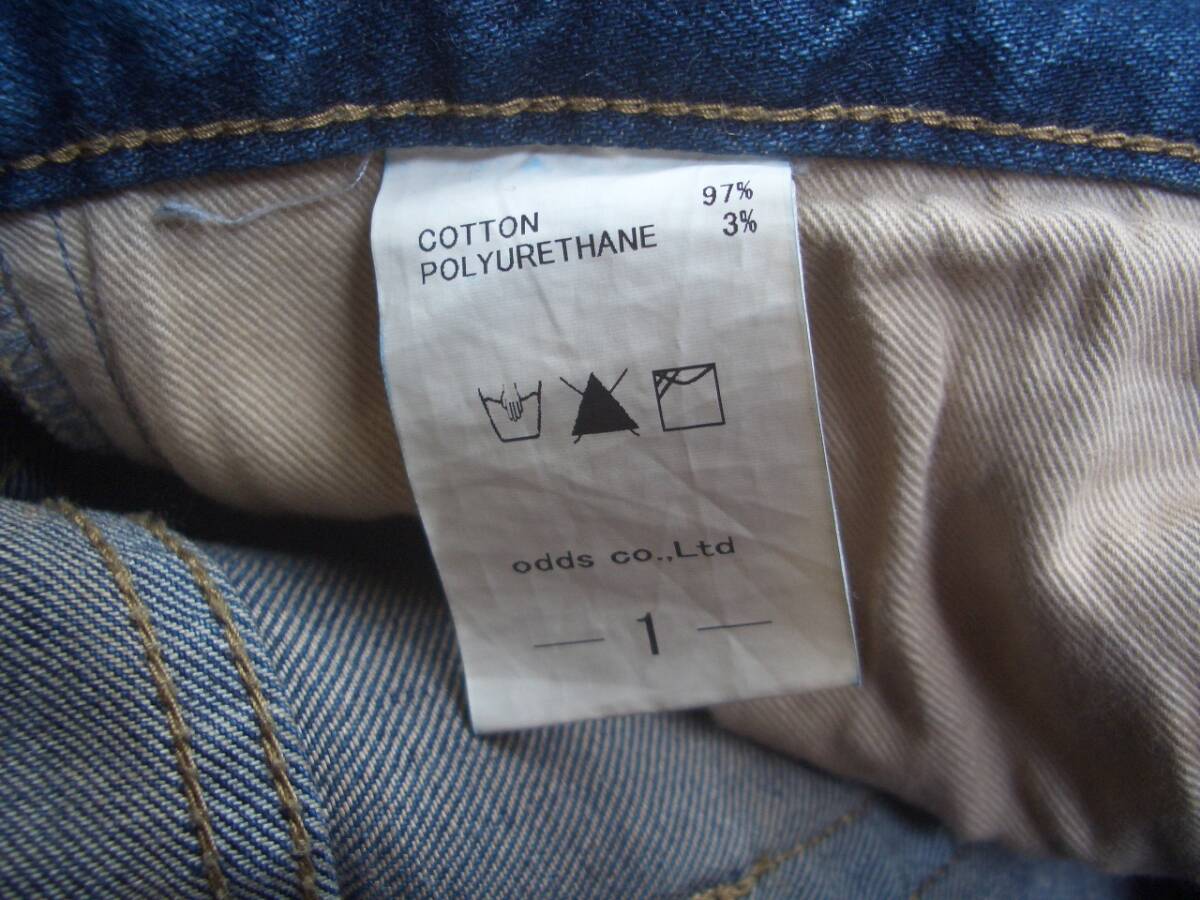 COTTON 97%
POLYURETHANE 3%
odds co.,Ltd
— 1 —